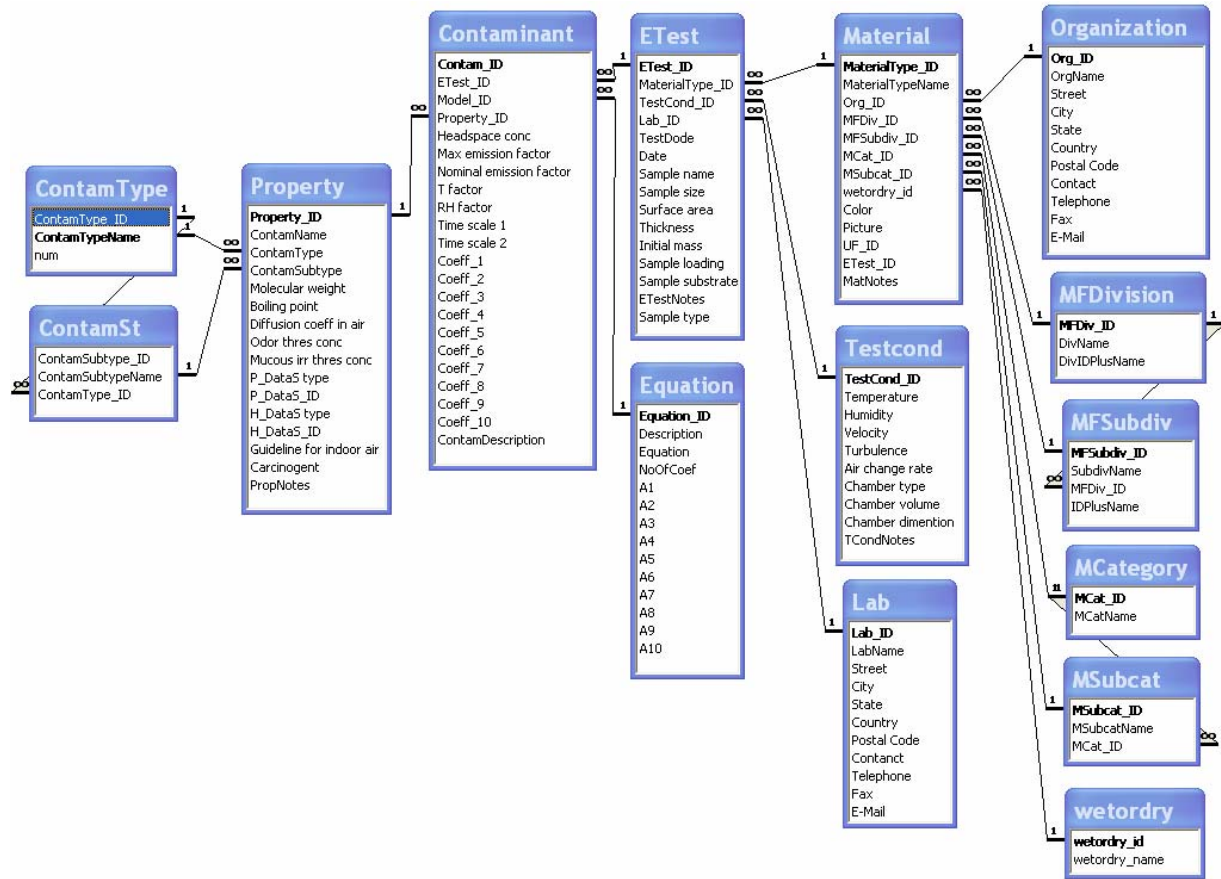 ContamType
ContamType_ID
ContamTypeName
num
ContamSt
ContamSubtype_ID
ContamSubtypeName
ContamType_ID
Property
Property_ID
ContamName
ContamType
ContamSubtype
Molecular weight
Boiling point
Diffusion coeff in air
Odor thres conc
Mucous irr thres conc
P_DataS type
P_DataS_ID
H_DataS type
H_DataS_ID
Guideline for indoor air
Carcinogent
PropNotes
Contaminant
Contam_ID
ETest_ID
Model_ID
Property_ID
Headspace conc
Max emission factor
Nominal emission factor
T factor
RH factor
Time scale 1
Time scale 2
Coeff_1
Coeff_2
Coeff_3
Coeff_4
Coeff_5
Coeff_6
Coeff_7
Coeff_8
Coeff_9
Coeff_10
ContamDescription
ETest
ETest_ID
MaterialType_ID
TestCond_ID
Lab_ID
TestDode
Date
Sample name
Sample size
Surface area
Thickness
Initial mass
Sample loading
Sample substrate
ETestNotes
Sample type
Equation
Equation_ID
Description
Equation
NoOfCoef
A1
A2
A3
A4
A5
A6
A7
A8
A9
A10
Material
MaterialType_ID
MaterialTypeName
Org_ID
MFDiv_ID
MFSubdiv_ID
MCat_ID
MSubcat_ID
wetordry_id
Color
Picture
UF_ID
ETest_ID
MatNotes
Testcond
TestCond_ID
Temperature
Humidity
Velocity
Turbulence
Air change rate
Chamber type
Chamber volume
Chamber dimention
TCondNotes
Lab
Lab_ID
LabName
Street
City
State
Country
Postal Code
Contanct
Telephone
Fax
E-Mail
Organization
Org_ID
OrgName
Street
City
State
Country
Postal Code
Contact
Telephone
Fax
E-Mail
MFDivision
MFDiv_ID
DivName
DivIDPlusName
MFSubdiv
MFSubdiv_ID
SubdivName
MFDiv_ID
IDPlusName
MCategory
MCat_ID
MCatName
MSubcat
MSubcat_ID
MSubcatName
MCat_ID
wetordry
wetordry_id
wetordry_name